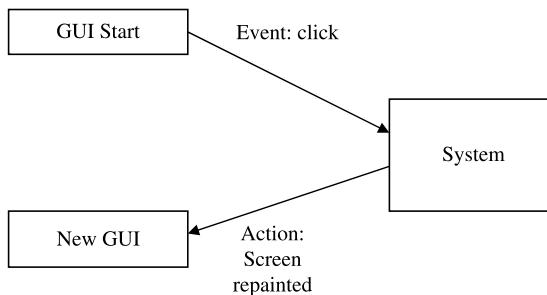 GUI Start
Event: click
System
New GUI
Action:
Screen
repainted